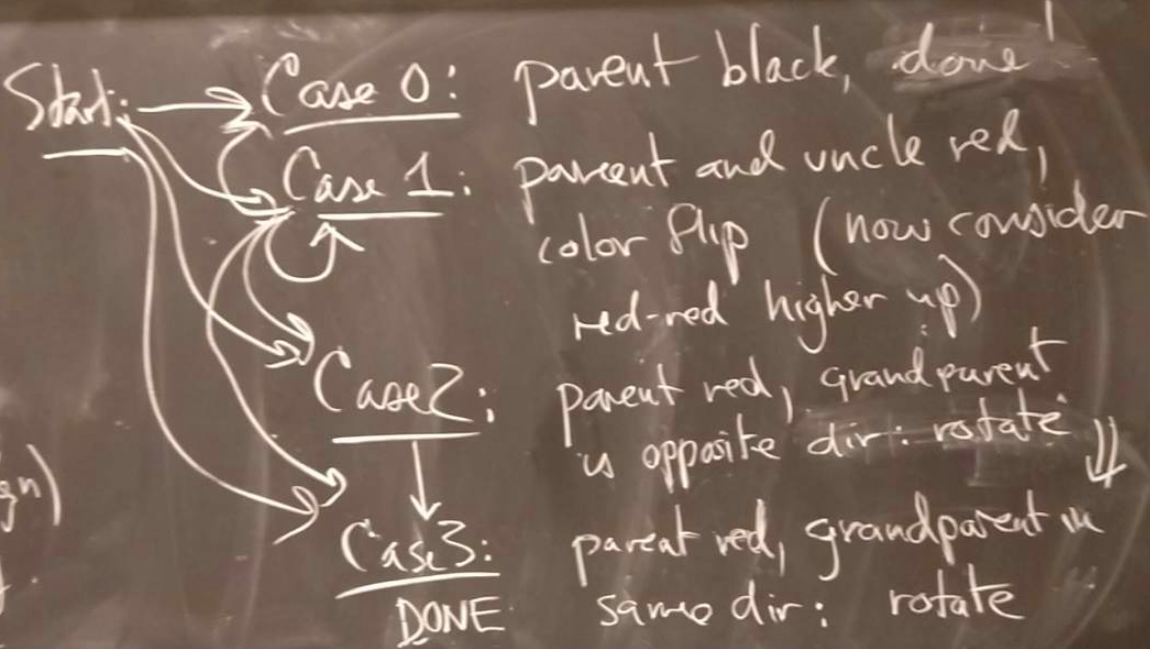 Start: Case 0: parent black, done!
Case 1: parent and uncle red,
color flip (now consider
red-red higher up)
Case 2: parent red, grandparent
is opposite dir: rotate
Case 3: parent red, grandparent in
DONE same dir: rotate